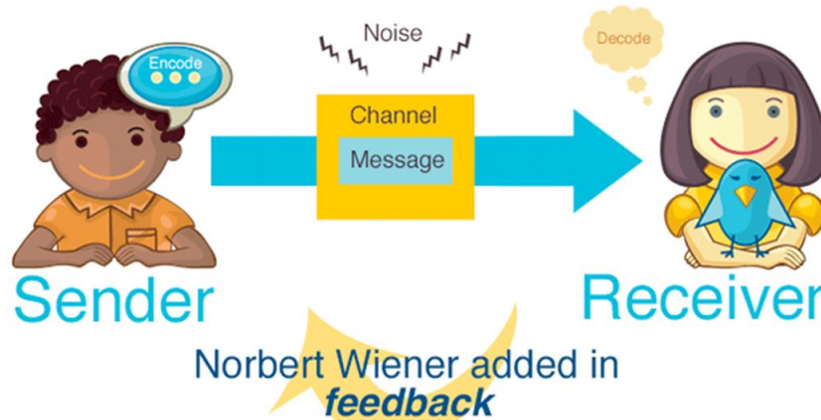 Noise
Encode
Decode
Channel
Message
Sender
Receiver
Norbert Wiener added in
feedback